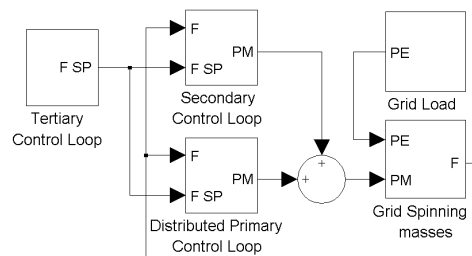 F SP
Tertiary
Control Loop
F
F SP
PM
Secondary
Control Loop
F
F SP
PM
Distributed Primary
Control Loop
+
+
PE
Grid Load
PE
PM
F
Grid Spinning
masses